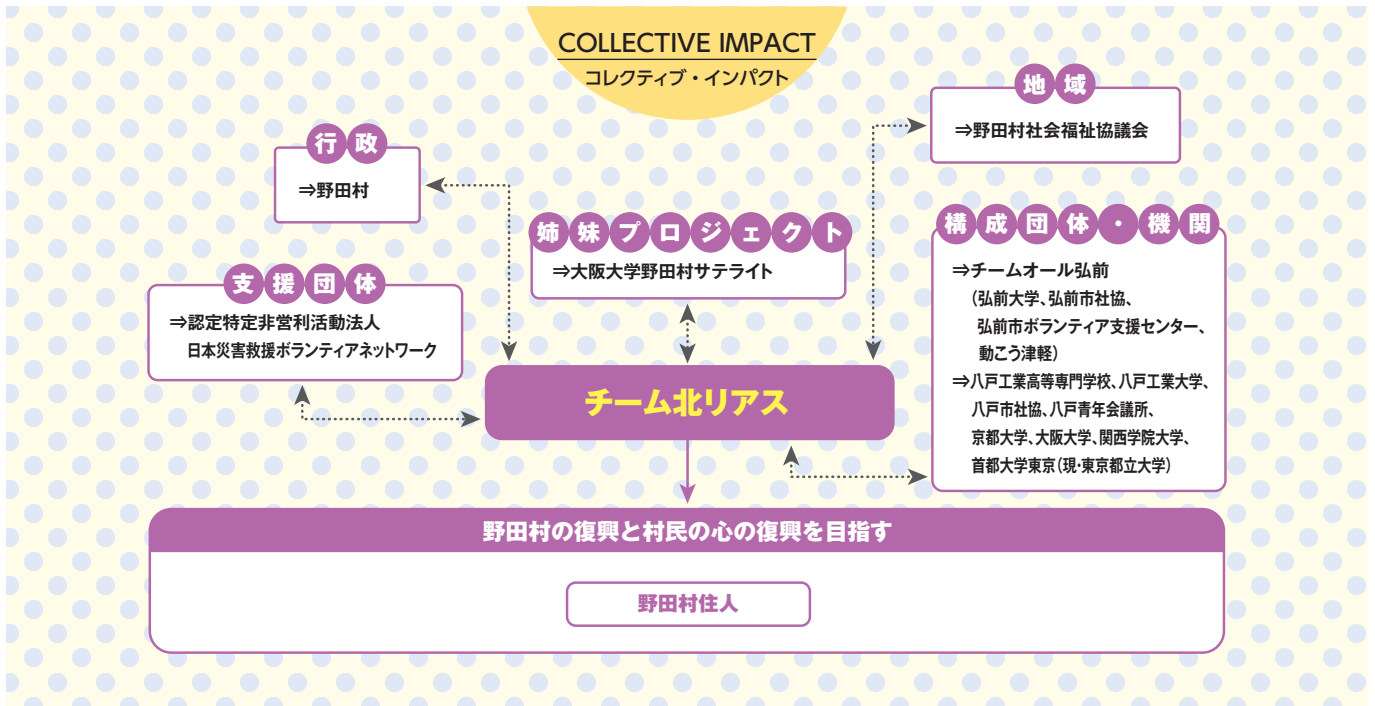 COLLECTIVE IMPACT
コレクティブ・インパクト
行政
⇒野田村
地域
⇒野田村社会福祉協議会
姉妹プロジェクト
⇒大阪大学野田村サテライト
支援団体
⇒認定特定非営利活動法人
日本災害救援ボランティアネットワーク
構成団体・機関
⇒チームオール弘前
(弘前大学、弘前市社協、
弘前市ボランティア支援センター、
動こう津軽)
⇒八戸工業高等専門学校、八戸工業大学、
八戸市社協、八戸青年会議所、
京都大学、大阪大学、関西学院大学、
首都大学東京(現・東京都立大学)
チーム北リアス
野田村の復興と村民の心の復興を目指す
野田村住人